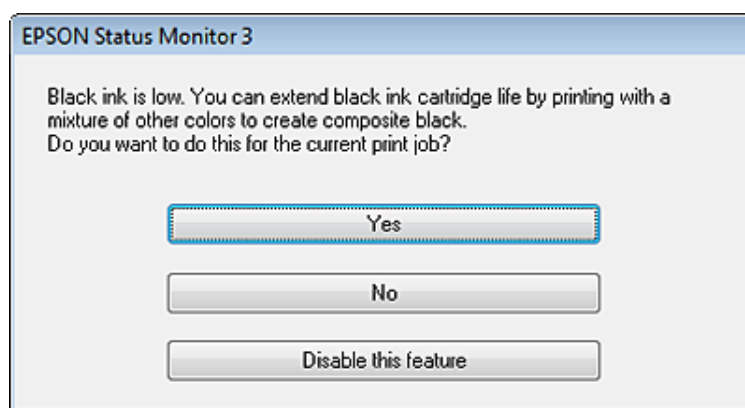 EPSON Status Monitor 3
Black ink is low. You can extend black ink cartridge life by printing with a
mixture of other colors to create composite black.
Do you want to do this for the current print job?
Yes
No
Disable this feature